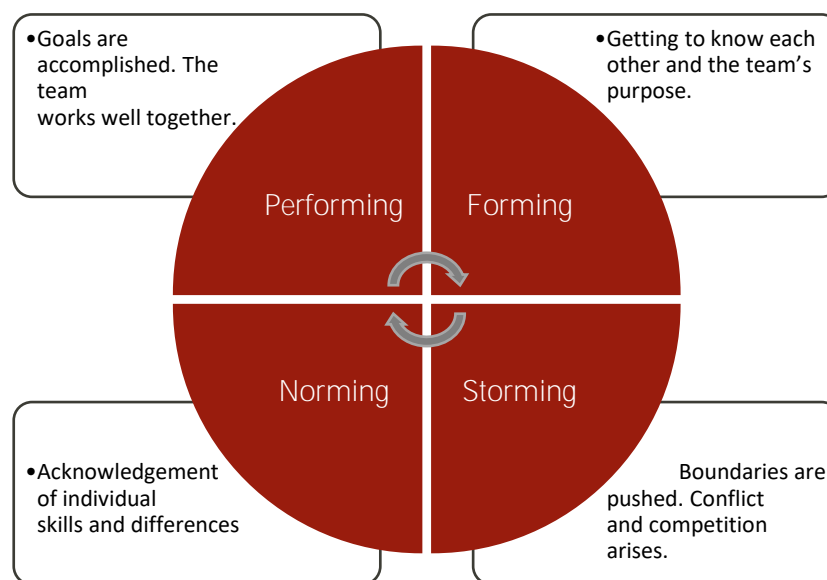 •Goals are
accomplished. The
team
works well together.
•Getting to know each
other and the team’s
purpose.
Performing
Forming
Norming
Storming
•Acknowledgement
of individual
skills and differences
Boundaries are
pushed. Conflict
and competition
arises.